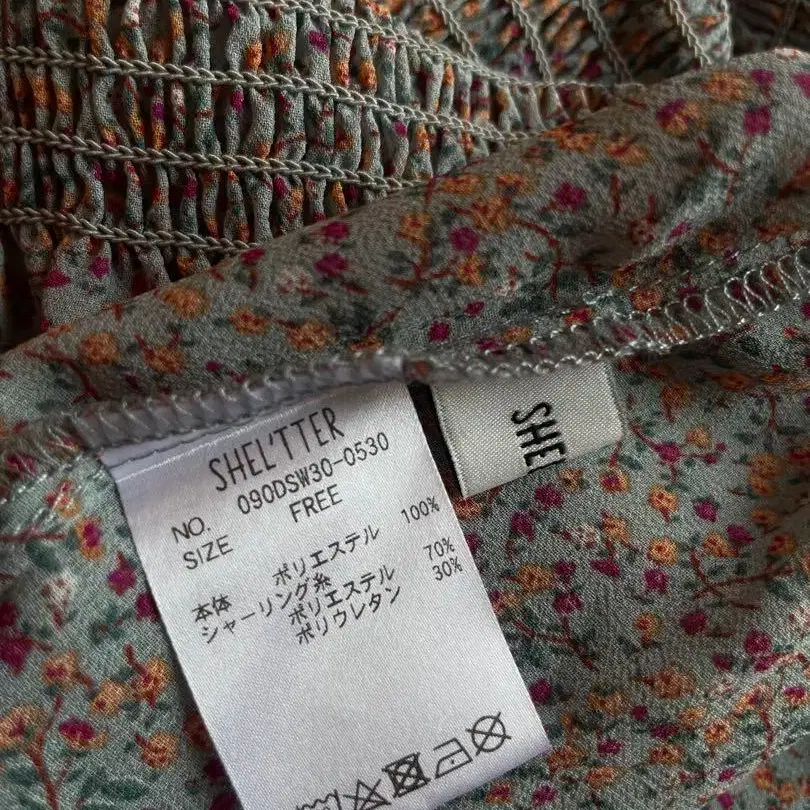 SHEL'TTER
NO. 090DSW30-0530
SIZE FREE
本体 ポリエステル 100%
シャーリング糸
ポリエステル 70%
ポリウレタン 30%
SHE